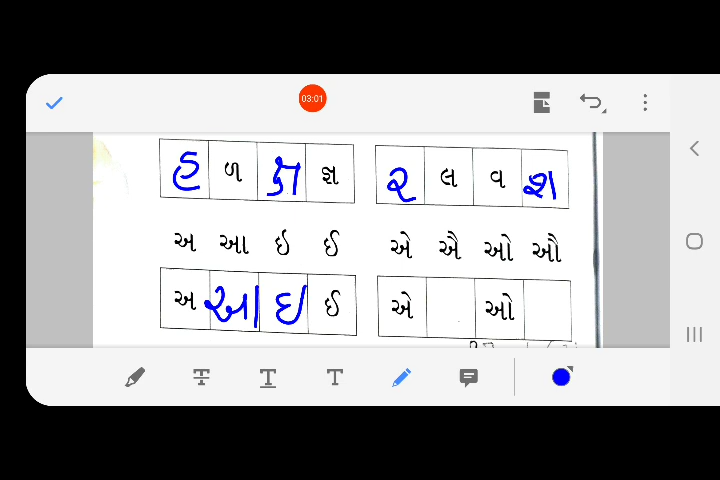 03:01
હ ળ ક્ષ જ્ઞ ર લ વ શ
અ આ ઇ ઈ એ ઐ ઓ ઔ
અ આ ઇ ઈ એ ઓ
T T T